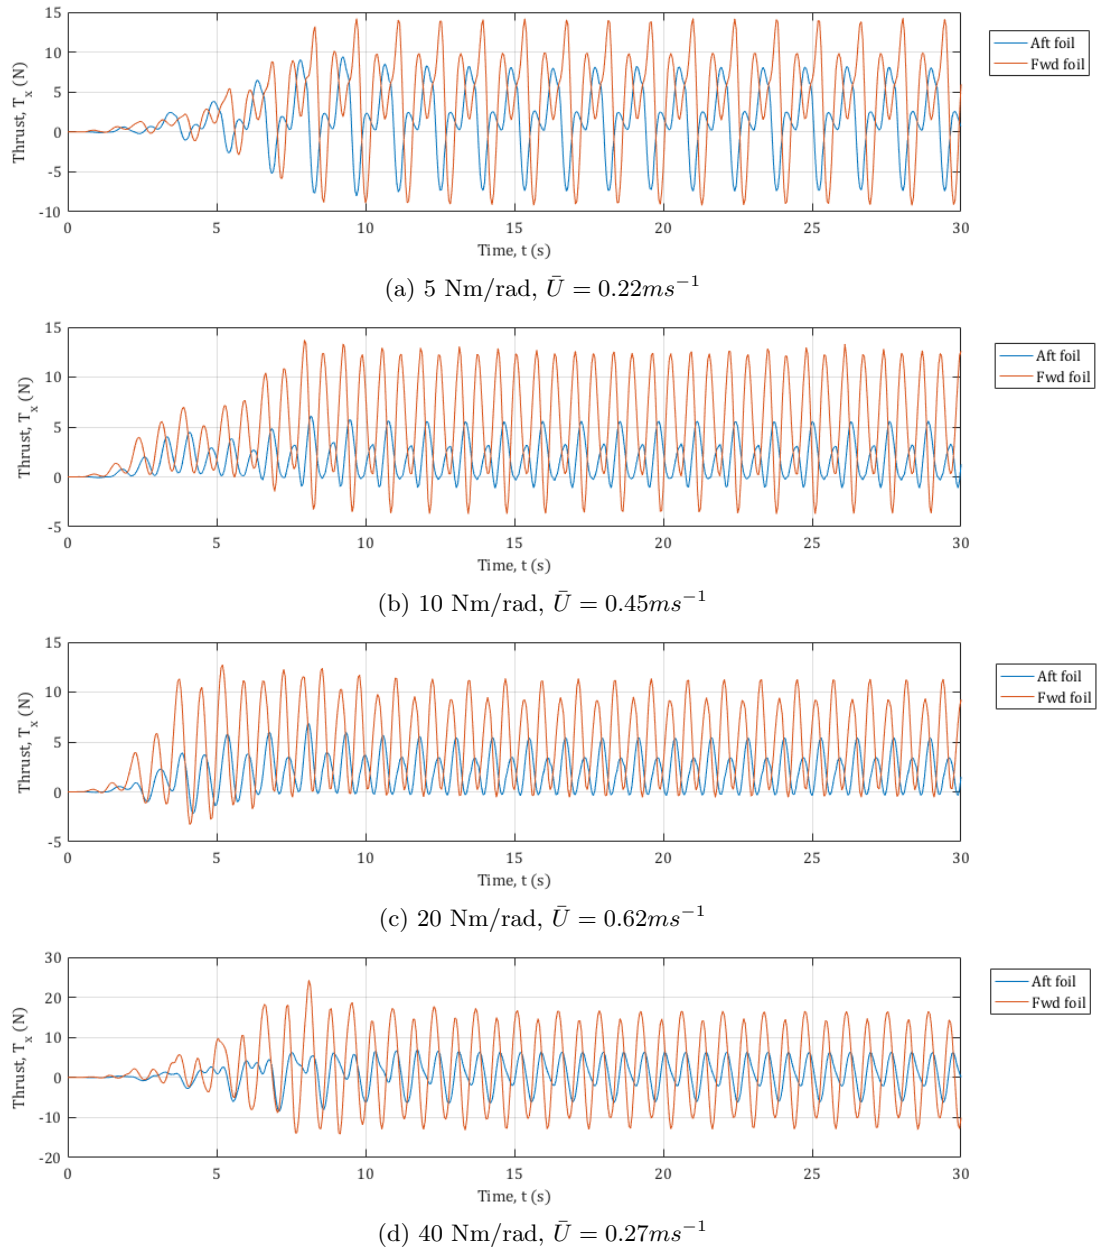 15
10
5
0
-5
-10
Thrust, T_x (N)
0 5 10 15 20 25 30
Time, t (s)
Aft foil
Fwd foil
(a) 5 Nm/rad, Ū = 0.22ms⁻¹
15
10
5
0
-5
Thrust, T_x (N)
0 5 10 15 20 25 30
Time, t (s)
Aft foil
Fwd foil
(b) 10 Nm/rad, Ū = 0.45ms⁻¹
15
10
5
0
-5
Thrust, T_x (N)
0 5 10 15 20 25 30
Time, t (s)
Aft foil
Fwd foil
(c) 20 Nm/rad, Ū = 0.62ms⁻¹
30
20
10
0
-10
-20
Thrust, T_x (N)
0 5 10 15 20 25 30
Time, t (s)
Aft foil
Fwd foil
(d) 40 Nm/rad, Ū = 0.27ms⁻¹